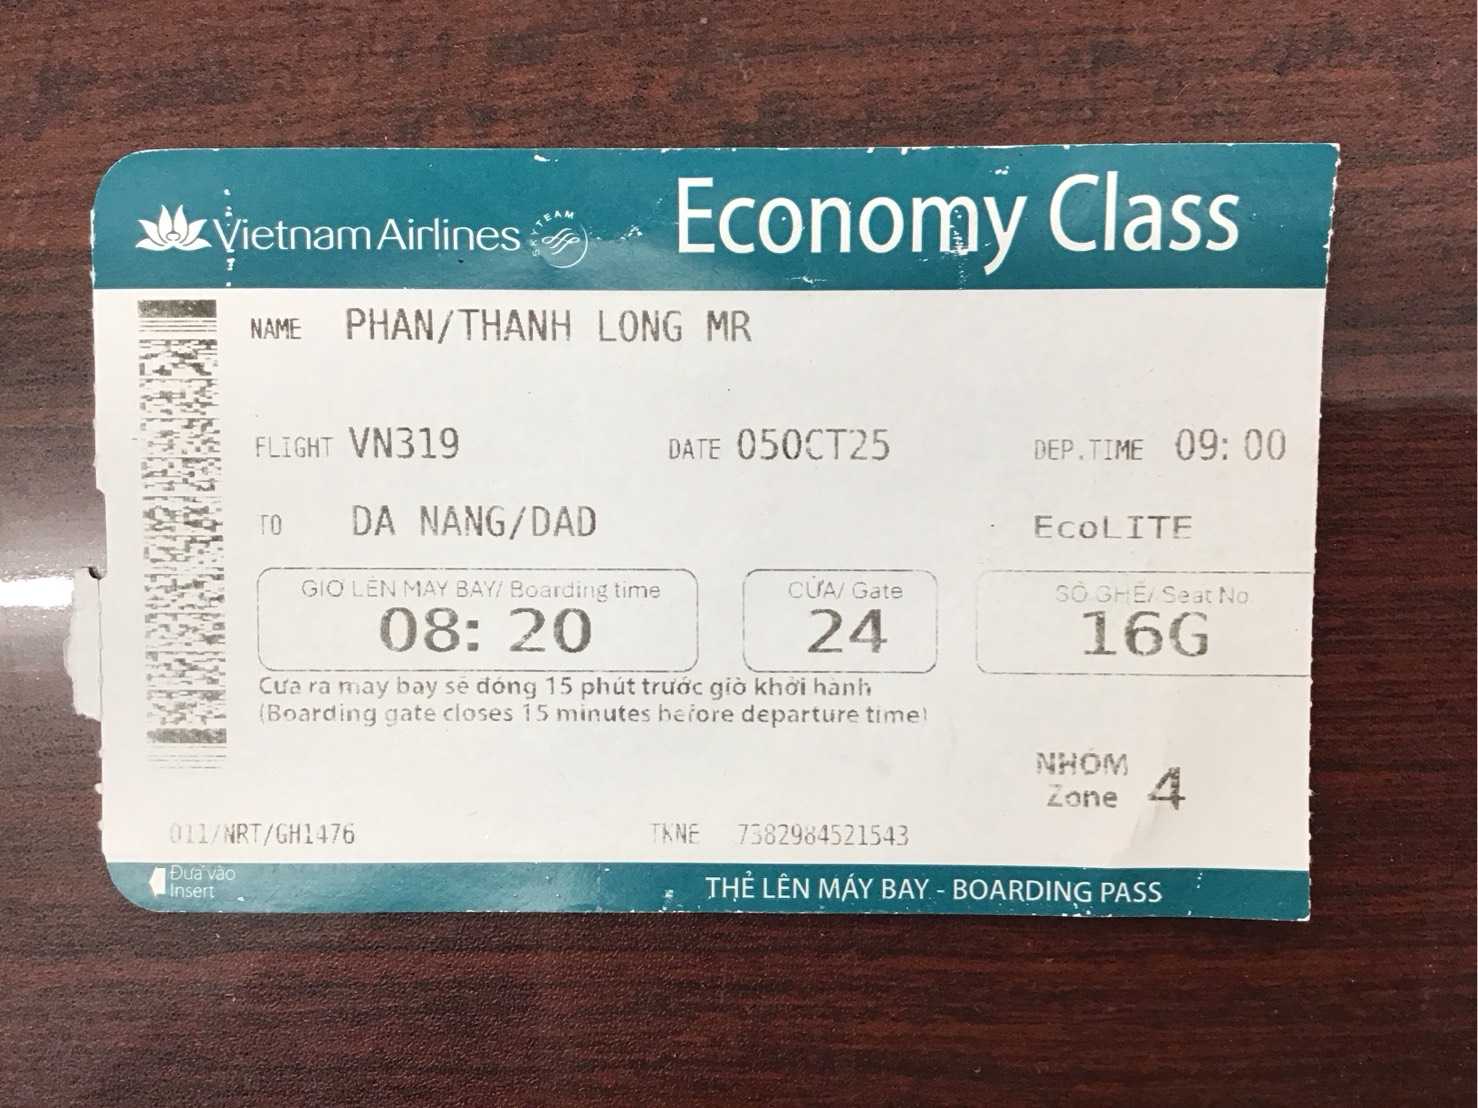 Vietnam Airlines SKYTEAM Economy Class
NAME PHAN/THANH LONG MR
FLIGHT VN319 DATE 05OCT25 DEP.TIME 09:00
TO DA NANG/DAD EcoLITE
GIỜ LÊN MÁY BAY/ Boarding time CỬA/ Gate SỐ GHẾ/ Seat No
08:20 24 16G
Cửa ra máy bay sẽ đóng 15 phút trước giờ khởi hành
(Boarding gate closes 15 minutes before departure time)
NHÓM
Zone 4
011/NRT/GH1476 TKNE 7382984521543
Đưa vào
Insert
THẺ LÊN MÁY BAY - BOARDING PASS